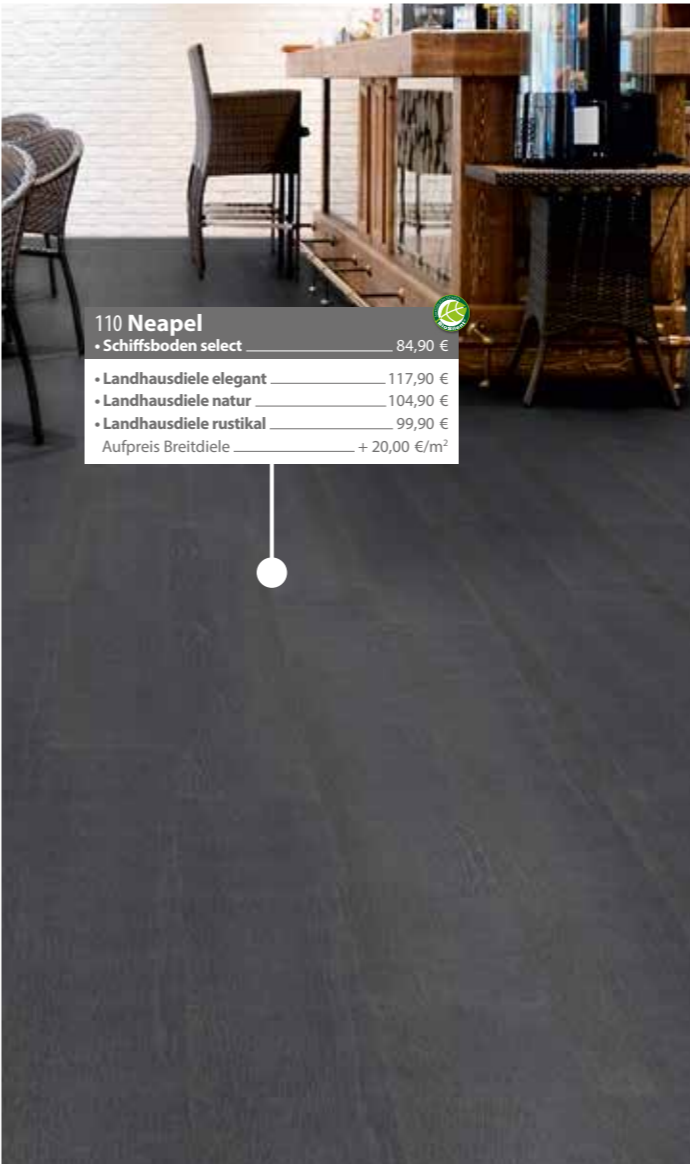 110 Neapel
• Schiffsboden select 84,90 €
• Landhausdiele elegant 117,90 €
• Landhausdiele natur 104,90 €
• Landhausdiele rustikal 99,90 €
Aufpreis Breitdiele + 20,00 €/m²